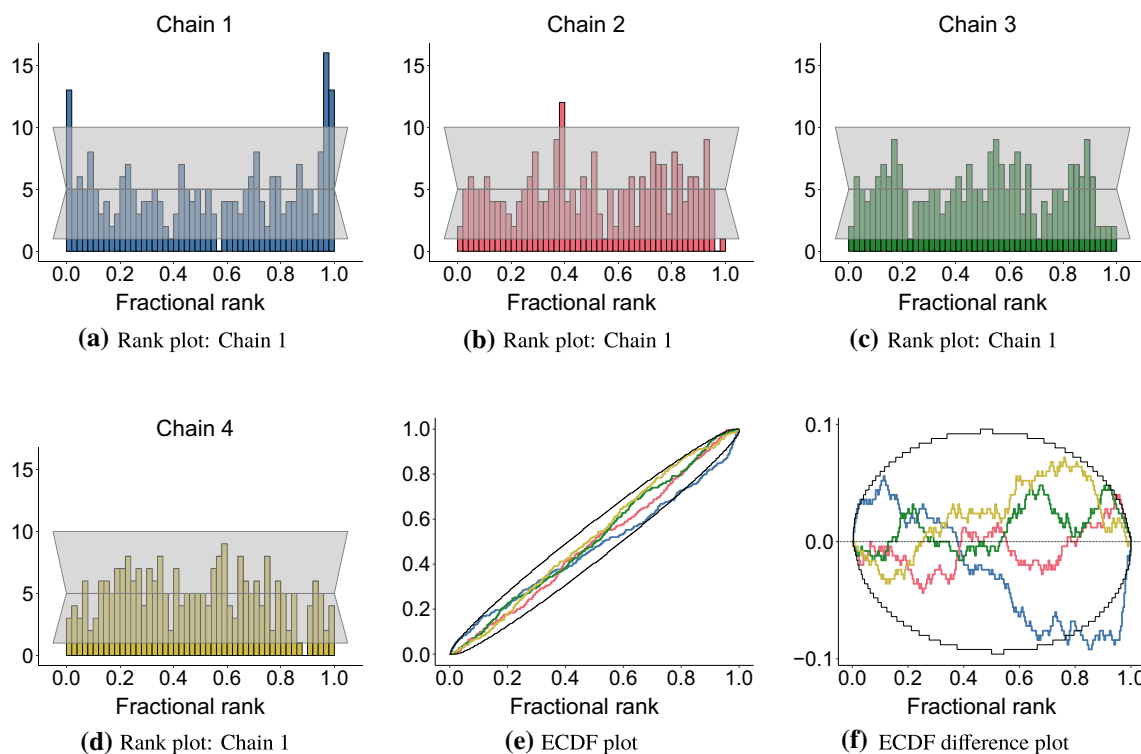 Chain 1
Chain 2
Chain 3
15
10
5
0
15
10
5
0
15
10
5
0
0.0 0.2 0.4 0.6 0.8 1.0
0.0 0.2 0.4 0.6 0.8 1.0
0.0 0.2 0.4 0.6 0.8 1.0
Fractional rank
Fractional rank
Fractional rank
(a) Rank plot: Chain 1
(b) Rank plot: Chain 1
(c) Rank plot: Chain 1
Chain 4
15
10
5
0
1.0
0.8
0.6
0.4
0.2
0.0
0.1
0.0
−0.1
0.0 0.2 0.4 0.6 0.8 1.0
0.0 0.2 0.4 0.6 0.8 1.0
0.0 0.2 0.4 0.6 0.8 1.0
Fractional rank
Fractional rank
Fractional rank
(d) Rank plot: Chain 1
(e) ECDF plot
(f) ECDF difference plot